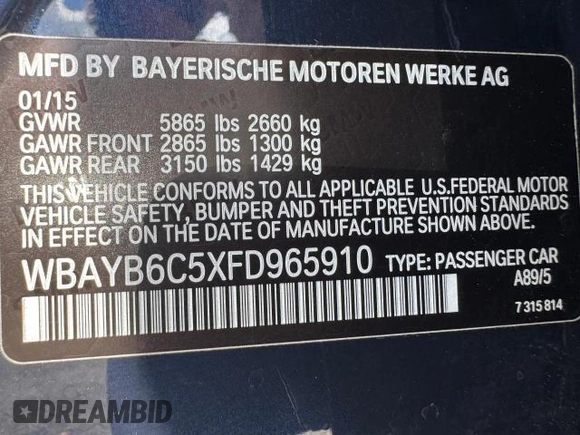 MFD BY BAYERISCHE MOTOREN WERKE AG
01/15
GVWR 5865 lbs 2660 kg
GAWR FRONT 2865 lbs 1300 kg
GAWR REAR 3150 lbs 1429 kg
THIS VEHICLE CONFORMS TO ALL APPLICABLE U.S.FEDERAL MOTOR
VEHICLE SAFETY, BUMPER AND THEFT PREVENTION STANDARDS
IN EFFECT ON THE DATE OF MANUFACTURE SHOWN ABOVE.
WBAYB6C5XFD965910 TYPE: PASSENGER CAR
A89/5
7 315 814
DREAMBID